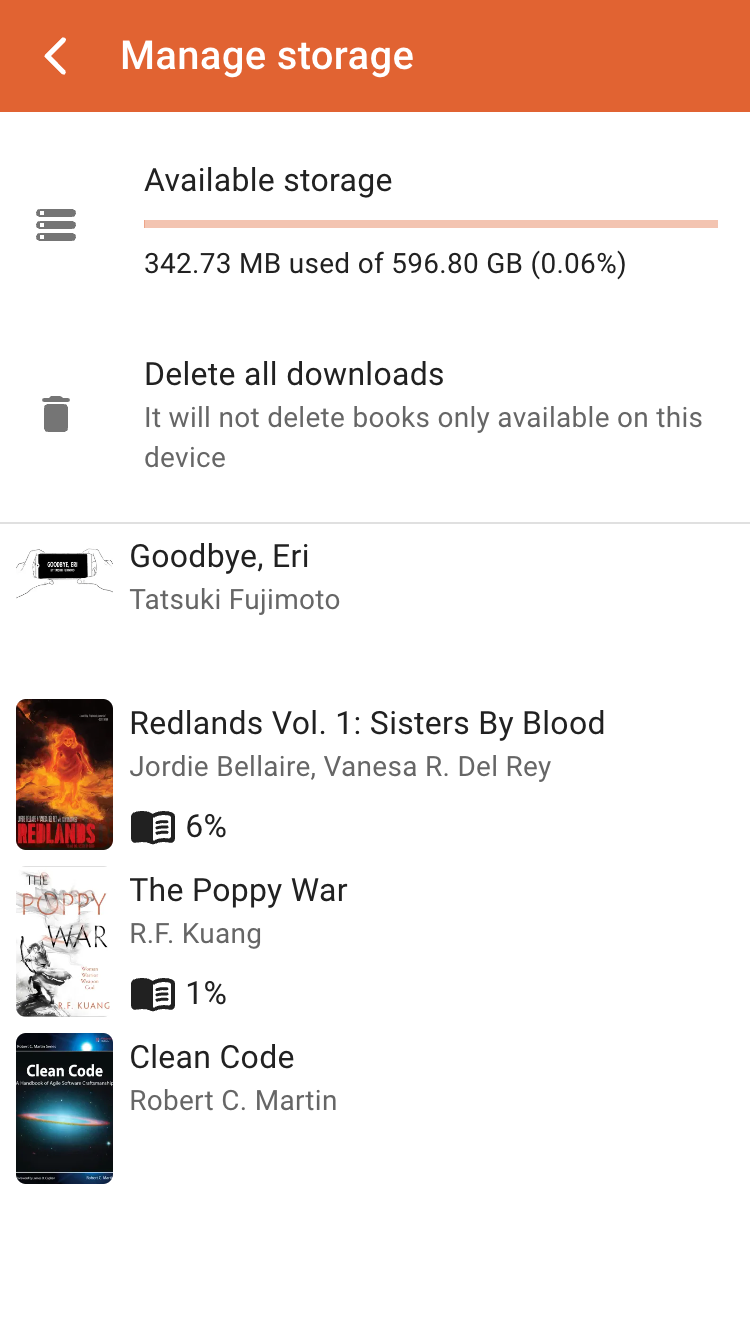 Manage storage
Available storage
342.73 MB used of 596.80 GB (0.06%)
Delete all downloads
It will not delete books only available on this
device
GOODBYE, ERI
Goodbye, Eri
Tatsuki Fujimoto
REDLANDS
Redlands Vol. 1: Sisters By Blood
Jordie Bellaire, Vanesa R. Del Rey
6%
THE
POPPY
WAR
R.F. KUANG
The Poppy War
R.F. Kuang
1%
Robert C. Martin Series
Clean Code
A Handbook of Agile Software Craftsmanship
Clean Code
Robert C. Martin